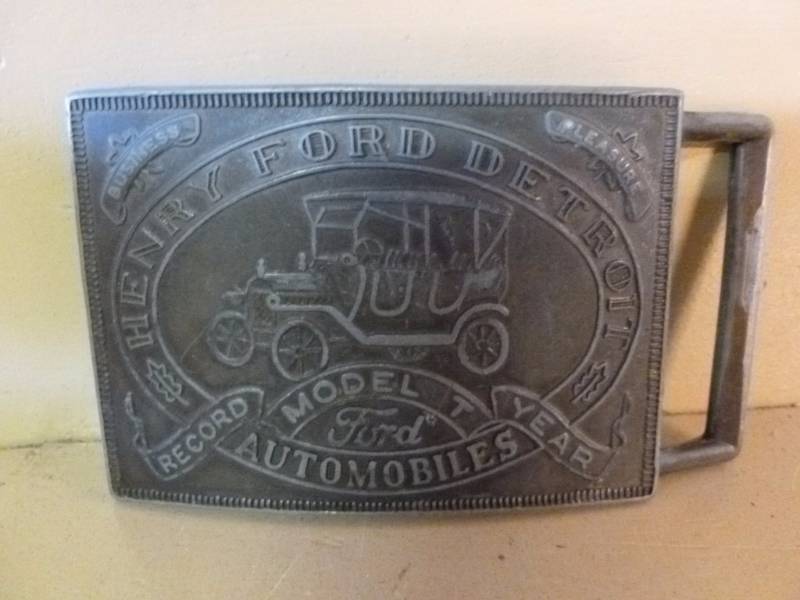 BUSINESS
PLEASURE
HENRY FORD DETROIT
RECORD
MODEL T
YEAR
Ford
AUTOMOBILES